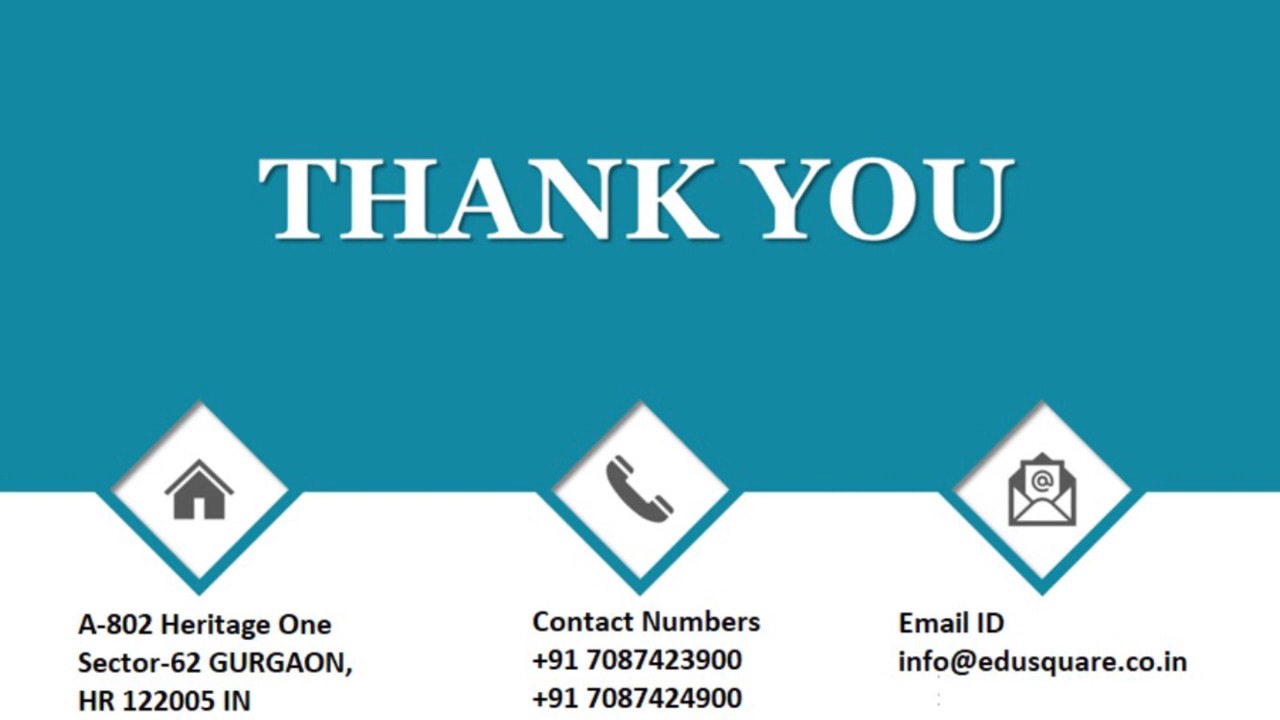 THANK YOU
A-802 Heritage One
Sector-62 GURGAON,
HR 122005 IN
Contact Numbers
+91 7087423900
+91 7087424900
Email ID
info@edusquare.co.in